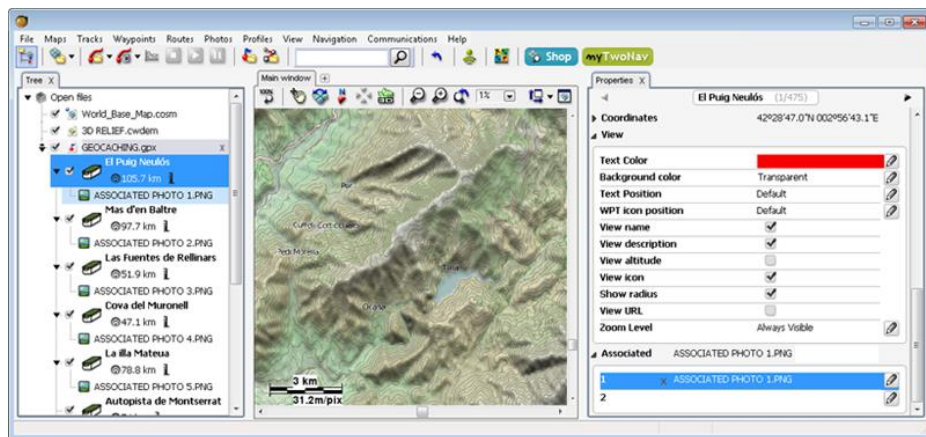 File Maps Tracks Waypoints Routes Photos Profiles View Navigation Communications Help
Shop
myTwoNav
Tree X
Open files
World_Base_Map.cosm
3D RELIEF.cwdem
GEOCACHING.gpx x
El Puig Neulós
105.7 km
ASSOCIATED PHOTO 1.PNG
Mas d'en Baltre
97.7 km
ASSOCIATED PHOTO 2.PNG
Las Fuentes de Rellinars
51.9 km
ASSOCIATED PHOTO 3.PNG
Cova del Muronell
47.1 km
ASSOCIATED PHOTO 4.PNG
La illa Mateua
78.8 km
ASSOCIATED PHOTO 5.PNG
Autopista de Montserrat
Main window
100%
1%
Por
Ocaña
3 km
31.2m/pix
Properties X
El Puig Neulós (1/475)
Coordinates 42º28'47.0"N 002º56'43.1"E
View
Text Color
Background color Transparent
Text Position Default
WPT icon position Default
View name
View description
View altitude
View icon
Show radius
View URL
Zoom Level Always Visible
Associated ASSOCIATED PHOTO 1.PNG
1 x ASSOCIATED PHOTO 1.PNG
2